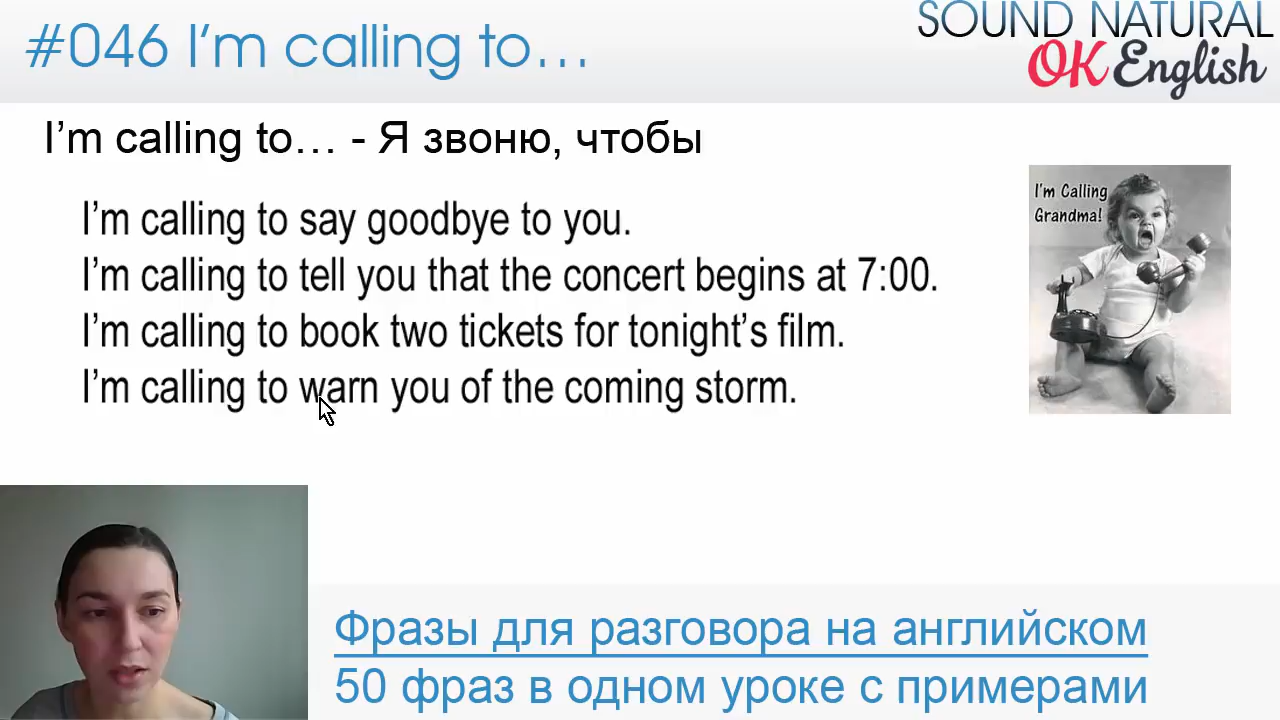 #046 I’m calling to…
SOUND NATURAL
OK English
I’m calling to… - Я звоню, чтобы
I’m calling to say goodbye to you.
I’m calling to tell you that the concert begins at 7:00.
I’m calling to book two tickets for tonight’s film.
I’m calling to warn you of the coming storm.
I’m Calling
Grandma!
Фразы для разговора на английском
50 фраз в одном уроке с примерами